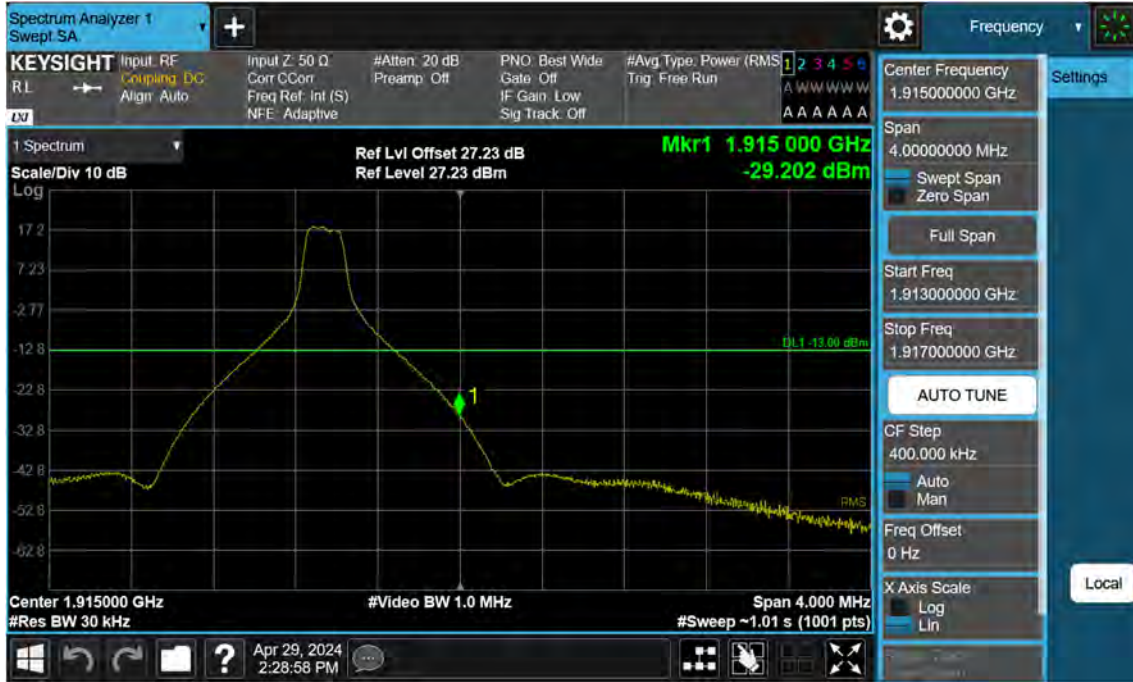 Spectrum Analyzer 1
Swept SA
+
Frequency
KEYSIGHT
RL
LXI
Input: RF
Coupling: DC
Align: Auto
Input Z: 50 Ω
Corr CCorr
Freq Ref: Int (S)
NFE: Adaptive
#Atten: 20 dB
Preamp: Off
PNO: Best Wide
Gate: Off
IF Gain: Low
Sig Track: Off
#Avg Type: Power (RMS
Trig: Free Run
1 2 3 4 5 6
A W W W W W
A A A A A A
1 Spectrum
Scale/Div 10 dB
Ref Lvl Offset 27.23 dB
Ref Level 27.23 dBm
Mkr1 1.915 000 GHz
-29.202 dBm
Log
17.2
7.23
-2.77
-12.8
-22.8
-32.8
-42.8
-52.8
-62.8
DL1 -13.00 dBm
1
RMS
Center 1.915000 GHz
#Res BW 30 kHz
#Video BW 1.0 MHz
Span 4.000 MHz
#Sweep ~1.01 s (1001 pts)
Center Frequency
1.915000000 GHz
Settings
Span
4.00000000 MHz
Swept Span
Zero Span
Full Span
Start Freq
1.913000000 GHz
Stop Freq
1.917000000 GHz
AUTO TUNE
CF Step
400.000 kHz
Auto
Man
Freq Offset
0 Hz
X Axis Scale
Log
Lin
Local
?
Apr 29, 2024
2:28:58 PM